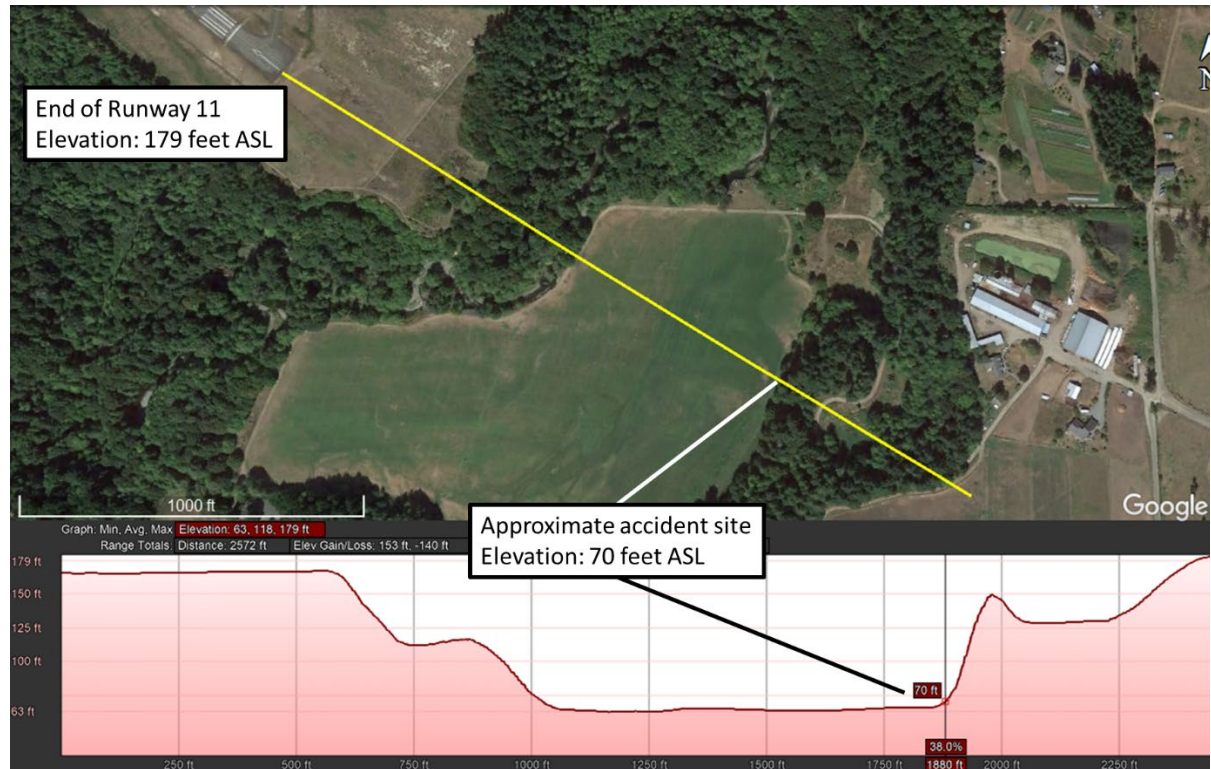 N
End of Runway 11
Elevation: 179 feet ASL
1000 ft
Google
Approximate accident site
Elevation: 70 feet ASL
Graph: Min, Avg, Max Elevation: 63, 118, 179 ft
Range Totals: Distance: 2572 ft Elev Gain/Loss: 153 ft, -140 ft
179 ft
150 ft
125 ft
100 ft
63 ft
70 ft
38.0%
250 ft 500 ft 750 ft 1000 ft 1250 ft 1500 ft 1750 ft 1880 ft 2000 ft 2250 ft